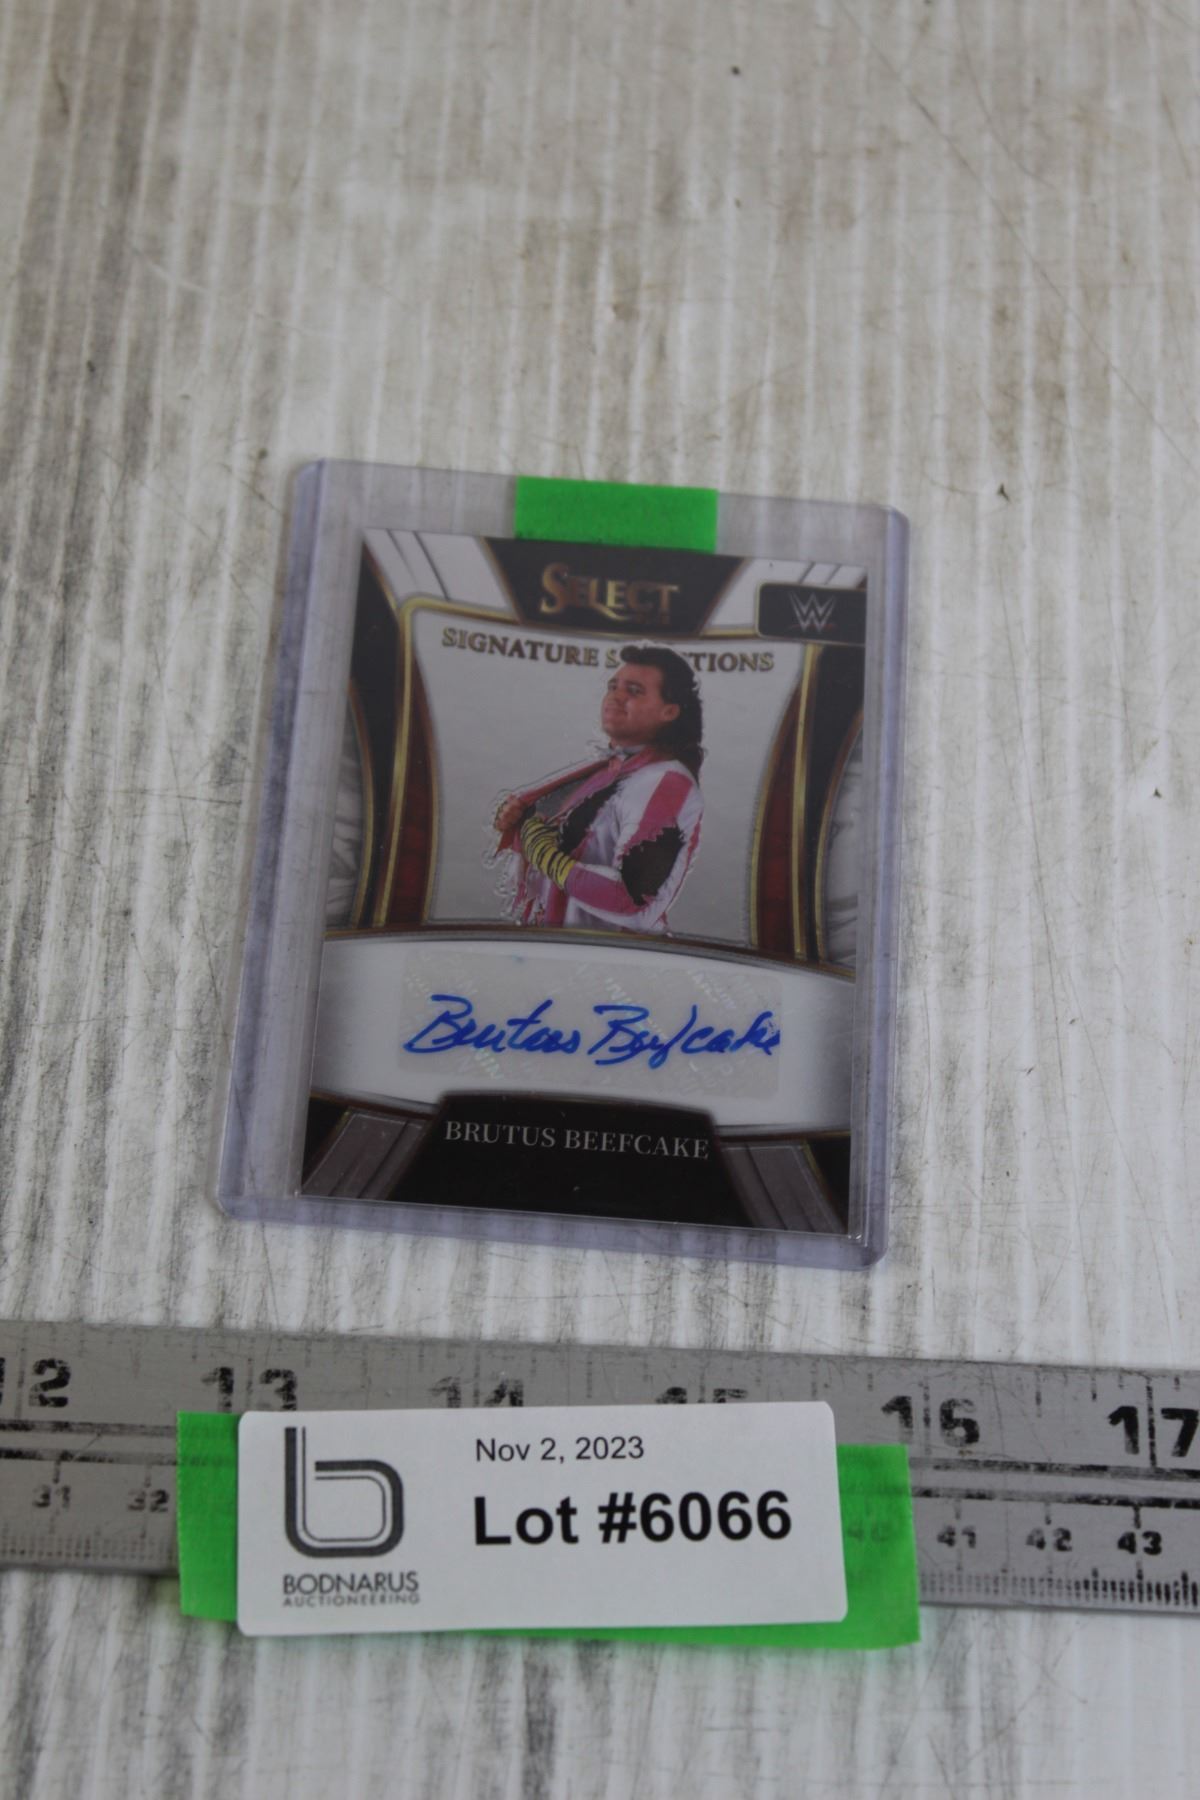 SELECT
W
SIGNATURE S TIONS
Brutus Beefcake
BRUTUS BEEFCAKE
12 13 14 15 16 17
31 32 41 42 43
Nov 2, 2023
Lot #6066
BODNARUS
AUCTIONEERING